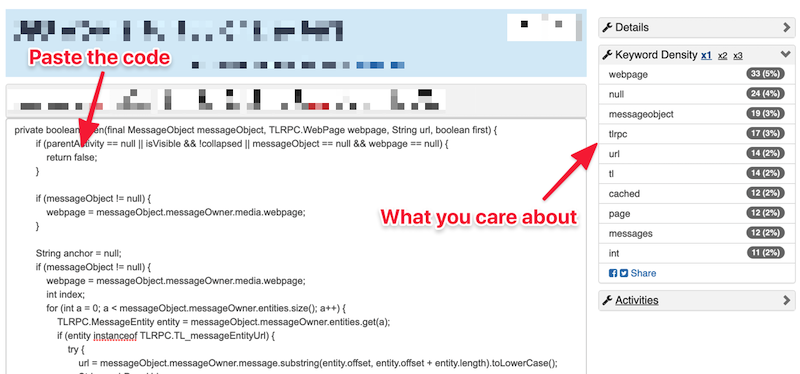 Paste the code
private boolean
en(final MessageObject messageObject, TLRPC.WebPage webpage, String url, boolean first) {
if (parentActivity == null || isVisible && !collapsed || messageObject == null && webpage == null) {
return false;
}
if (messageObject != null) {
webpage = messageObject.messageOwner.media.webpage;
}
String anchor = null;
if (messageObject != null) {
webpage = messageObject.messageOwner.media.webpage;
int index;
for (int a = 0; a < messageObject.messageOwner.entities.size(); a++) {
TLRPC.MessageEntity entity = messageObject.messageOwner.entities.get(a);
if (entity instanceof TLRPC.TL_messageEntityUrl) {
try {
url = messageObject.messageOwner.message.substring(entity.offset, entity.offset + entity.length).toLowerCase();
What you care about
Details
Keyword Density x1 x2 x3
webpage 33 (5%)
null 24 (4%)
messageobject 19 (3%)
tlrpc 17 (3%)
url 14 (2%)
tl 14 (2%)
cached 12 (2%)
page 12 (2%)
messages 12 (2%)
int 11 (2%)
Share
Activities